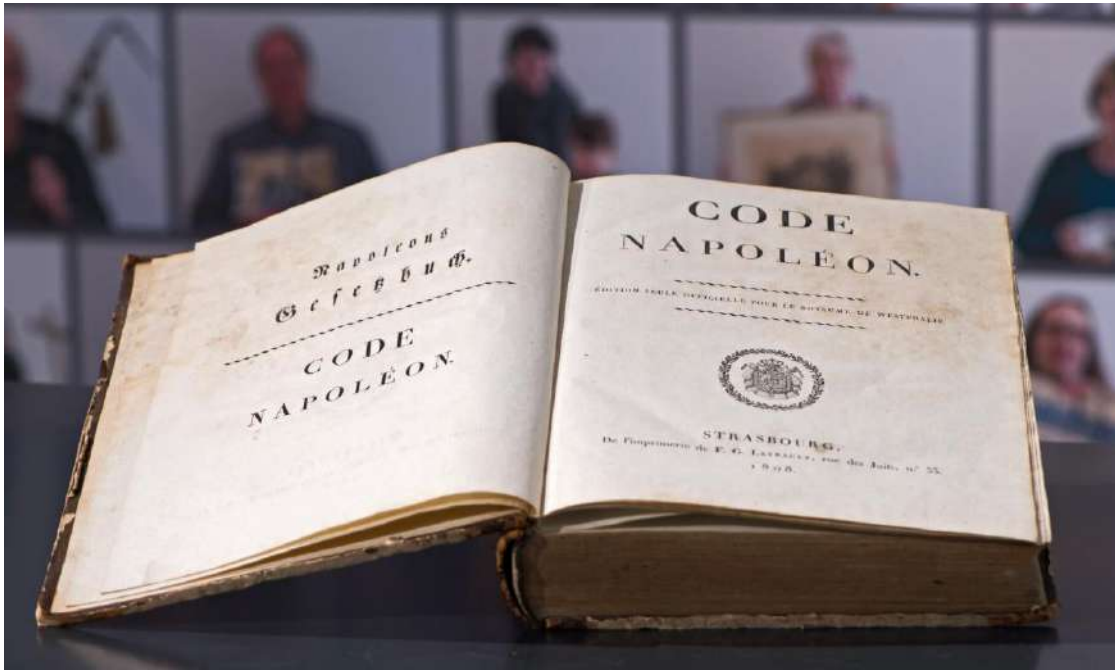 Napoleons
Gesetzbuch.
CODE
NAPOLÉON.
CODE
NAPOLÉON.
ÉDITION SEULE OFFICIELLE POUR LE ROYAUME DE WESTPHALIE
STRASBOURG,
De l'imprimerie de F. G. LEVRAULT, rue des Juifs, n.° 33.
1808.